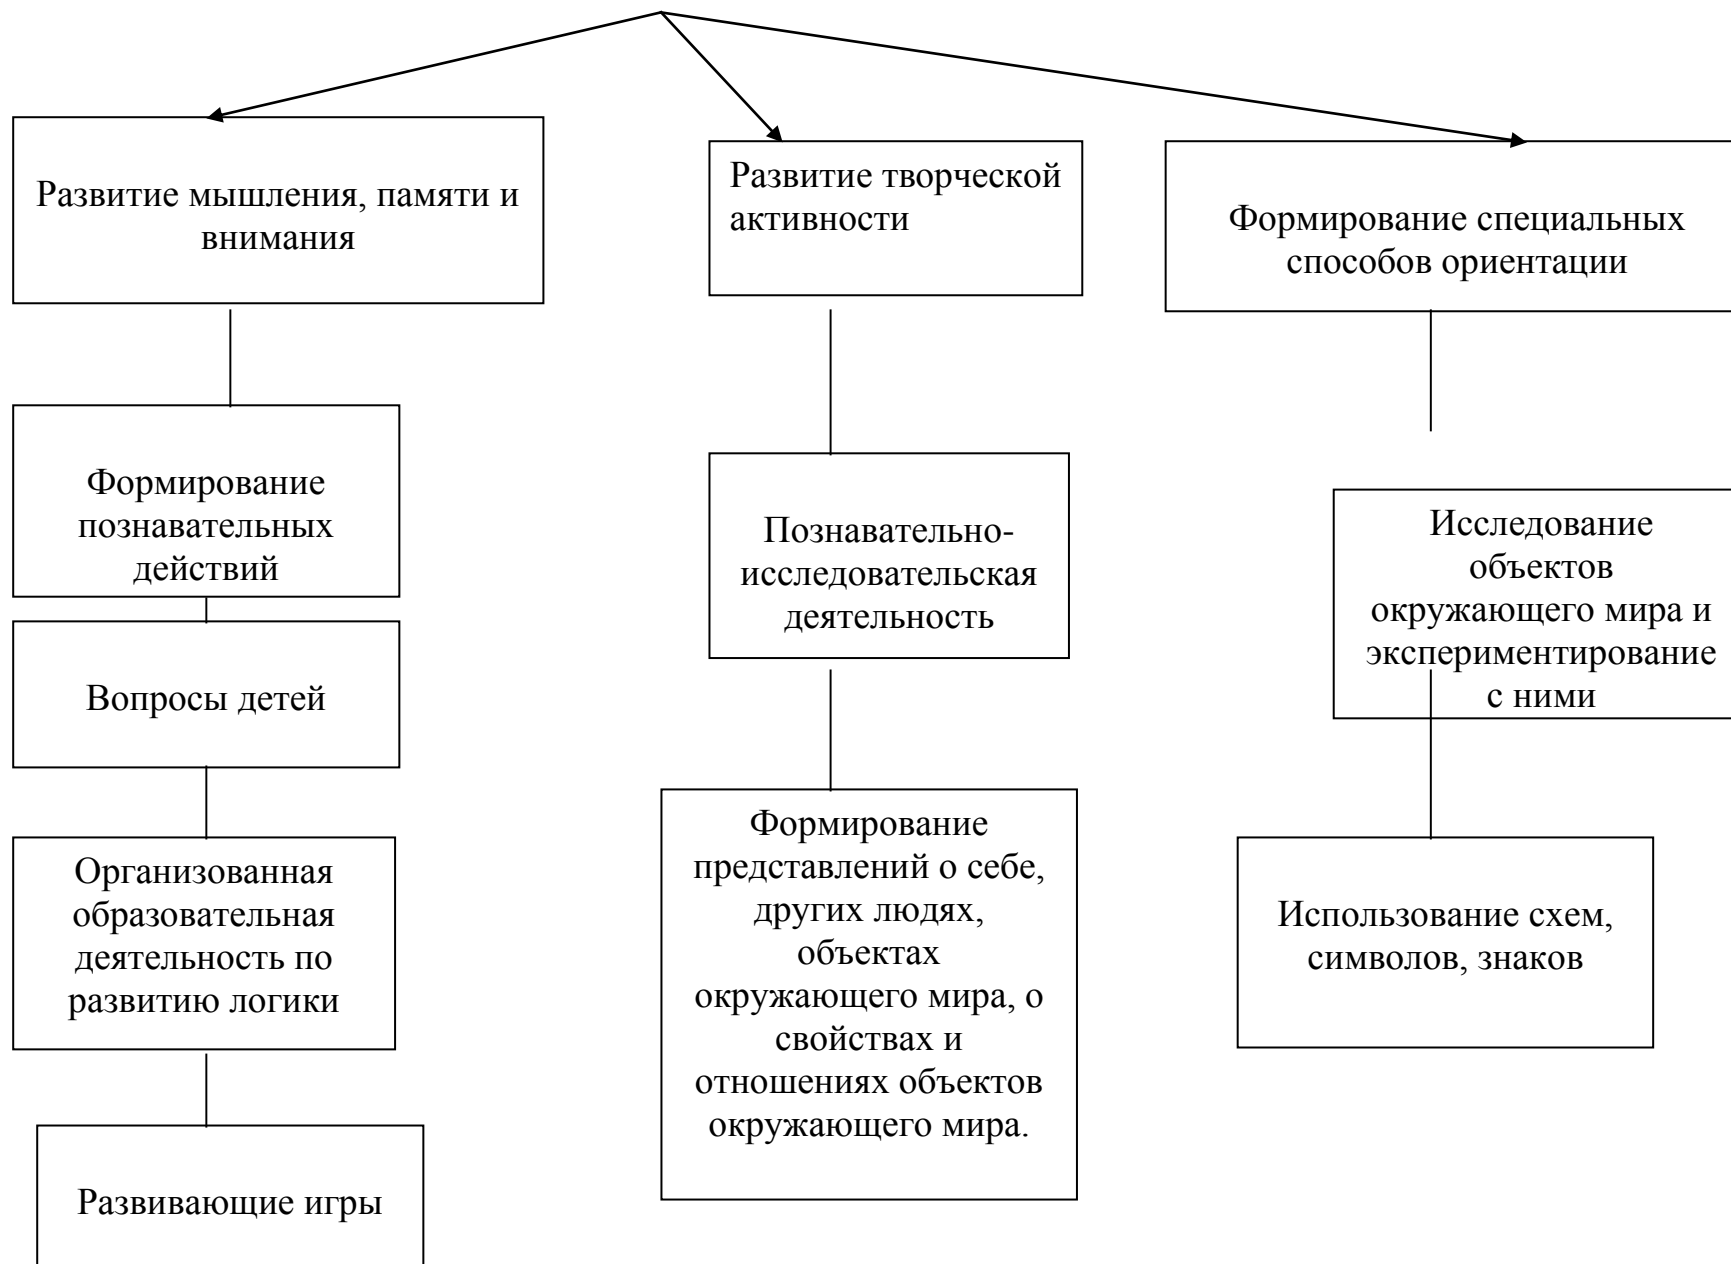 Развитие мышления, памяти и
внимания
Формирование
познавательных
действий
Вопросы детей
Организованная
образовательная
деятельность по
развитию логики
Развивающие игры
Развитие творческой
активности
Познавательно-
исследовательская
деятельность
Формирование
представлений о себе,
других людях,
объектах
окружающего мира, о
свойствах и
отношениях объектов
окружающего мира.
Формирование специальных
способов ориентации
Исследование
объектов
окружающего мира и
экспериментирование
с ними
Использование схем,
символов, знаков